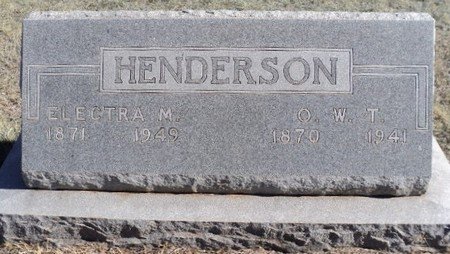 HENDERSON
ELECTRA M. O. W. T.
1871 1949 1870 1941